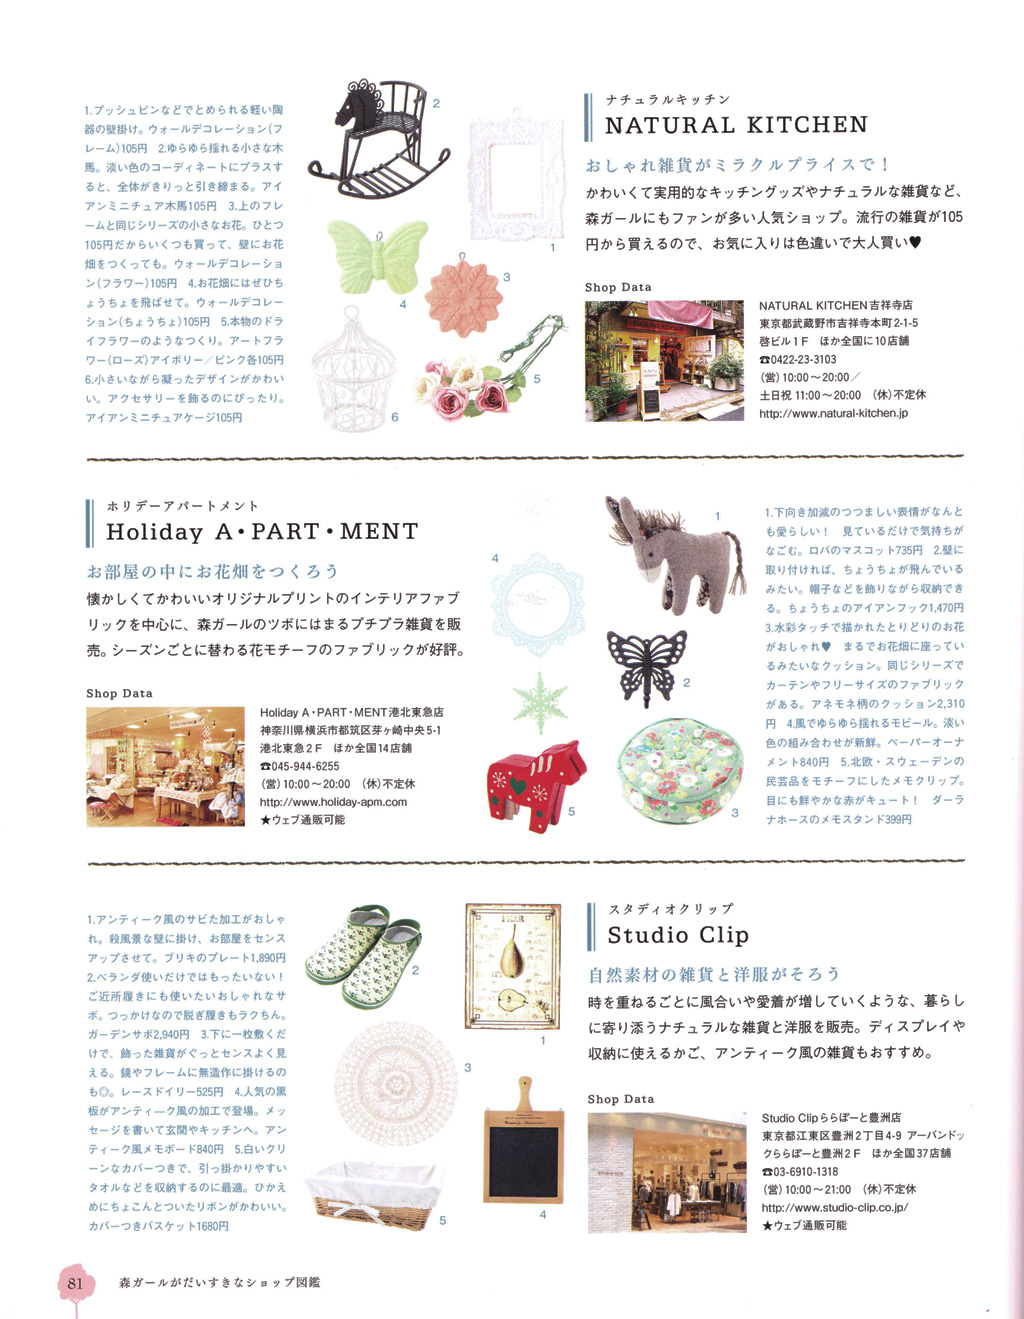 1.プッシュピンなどでとめられる軽い陶
器の壁掛け。ウォールデコレーション(フ
レーム)105円　2.ゆらゆら揺れる小さな木
馬。淡い色のコーディネートにプラスす
ると、全体がきりっと引き締まる。アイ
アンミニチュア木馬105円　3.上のフレ
ームと同じシリーズの小さなお花。ひとつ
105円だからいくつも買って、壁にお花
畑をつくっても。ウォールデコレーショ
ン(フラワー)105円　4.お花畑にはぜひち
ょうちょを飛ばせて。ウォールデコレー
ション(ちょうちょ)105円　5.本物のドラ
イフラワーのようなつくり。アートフラ
ワー(ローズ)アイボリー／ピンク各105円
6.小さいながら凝ったデザインがかわい
い。アクセサリーを飾るのにぴったり。
アイアンミニチュアケージ105円
2
1
3
4
5
6
ナチュラルキッチン
NATURAL KITCHEN
おしゃれ雑貨がミラクルプライスで！
かわいくて実用的なキッチングッズやナチュラルな雑貨など、
森ガールにもファンが多い人気ショップ。流行の雑貨が105
円から買えるので、お気に入りは色違いで大人買い♥
Shop Data
NATURAL KITCHEN吉祥寺店
東京都武蔵野市吉祥寺本町2-1-5
啓ビル1F　ほか全国に10店舗
☎0422-23-3103
(営)10:00〜20:00／
土日祝 11:00〜20:00　(休)不定休
http://www.natural-kitchen.jp
ホリデーアパートメント
Holiday A・PART・MENT
お部屋の中にお花畑をつくろう
懐かしくてかわいいオリジナルプリントのインテリアファブ
リックを中心に、森ガールのツボにはまるプチプラ雑貨を販
売。シーズンごとに替わる花モチーフのファブリックが好評。
Shop Data
Holiday A・PART・MENT港北東急店
神奈川県横浜市都筑区茅ヶ崎中央5-1
港北東急2F　ほか全国14店舗
☎045-944-6255
(営)10:00〜20:00　(休)不定休
http://www.holiday-apm.com
★ウェブ通販可能
1
4
2
5
3
1.下向き加減のつつましい表情がなんと
も愛らしい！　見ているだけで気持ちが
なごむ。ロバのマスコット735円　2.壁に
取り付ければ、ちょうちょが飛んでいる
みたい。帽子などを飾りながら収納でき
る。ちょうちょのアイアンフック1,470円
3.水彩タッチで描かれたとりどりのお花
がおしゃれ♥　まるでお花畑に座ってい
るみたいなクッション。同じシリーズで
カーテンやフリーサイズのファブリック
がある。アネモネ柄のクッション2,310
円　4.風でゆらゆら揺れるモビール。淡い
色の組み合わせが新鮮。ペーパーオーナ
メント840円　5.北欧・スウェーデンの
民芸品をモチーフにしたメモクリップ。
目にも鮮やかな赤がキュート！　ダーラ
ナホースのメモスタンド399円
1.アンティーク風のサビた加工がおしゃ
れ。殺風景な壁に掛け、お部屋をセンス
アップさせて。ブリキのプレート1,890円
2.ベランダ使いだけではもったいない！
ご近所履きにも使いたいおしゃれなサ
ボ。つっかけなので脱ぎ履きもラクちん。
ガーデンサボ2,940円　3.下に一枚敷くだ
けで、飾った雑貨がぐっとセンスよく見
える。鏡やフレームに無造作に掛けるの
も◎。レースドイリー525円　4.人気の黒
板がアンティーク風の加工で登場。メッ
セージを書いて玄関やキッチンへ。アン
ティーク風メモボード840円　5.白いクリ
ーンなカバーつきで、引っ掛かりやすい
タオルなどを収納するのに最適。ひかえ
めにちょこんとついたリボンがかわいい。
カバーつきバスケット1680円
PEAR
2
1
3
5
4
スタディオクリップ
Studio Clip
自然素材の雑貨と洋服がそろう
時を重ねるごとに風合いや愛着が増していくような、暮らし
に寄り添うナチュラルな雑貨と洋服を販売。ディスプレイや
収納に使えるかご、アンティーク風の雑貨もおすすめ。
Shop Data
Studio Clipららぽーと豊洲店
東京都江東区豊洲2丁目4-9 アーバンドッ
クららぽーと豊洲2F　ほか全国37店舗
☎03-6910-1318
(営)10:00〜21:00　(休)不定休
http://www.studio-clip.co.jp/
★ウェブ通販可能
81
森ガールがだいすきなショップ図鑑